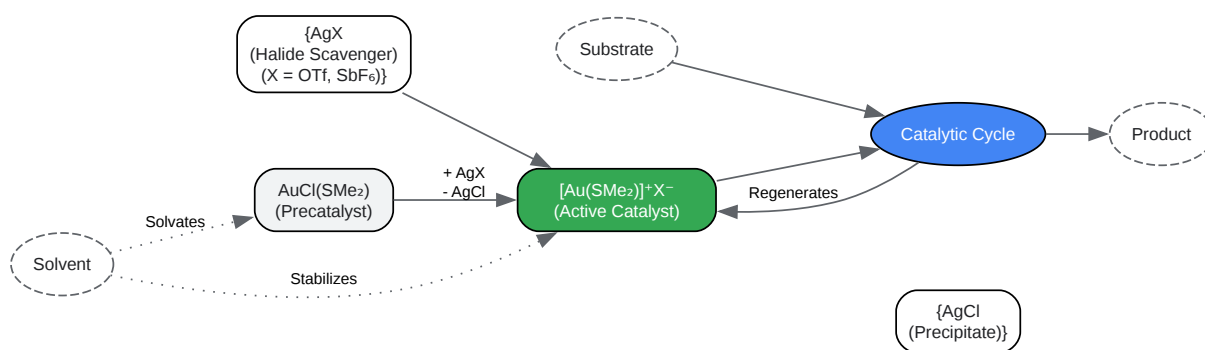 {AgX
(Halide Scavenger)
(X = OTf, SbF₆)}
Substrate
Catalytic Cycle
Product
+ AgX
- AgCl
AuCl(SMe₂)
(Precatalyst)
[Au(SMe₂)]⁺X⁻
(Active Catalyst)
Regenerates
Solvates
Solvent
Stabilizes
{AgCl
(Precipitate)}